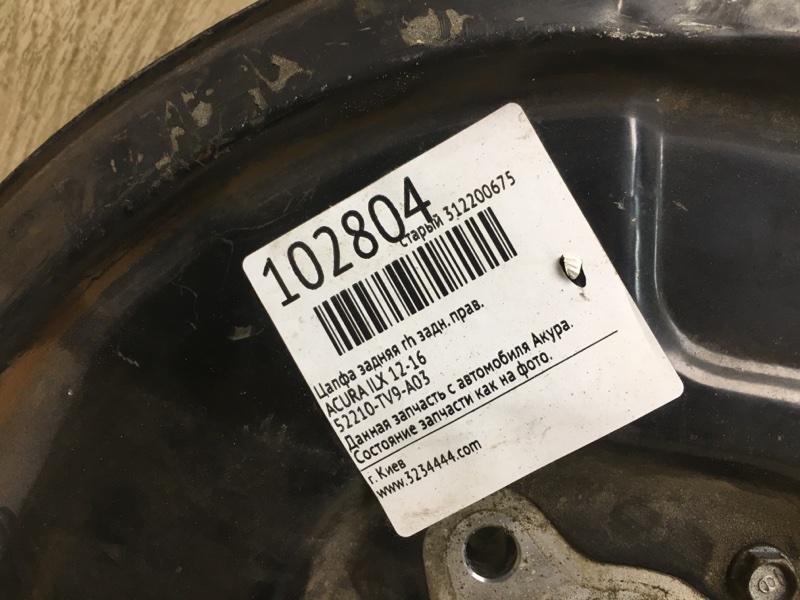 102804
старый 312200675
Цапфа задняя rh задн. прав.
ACURA ILX 12-16
52210-TV9-A03
Данная запчасть с автомобиля Акура.
Состояние запчасти как на фото.
г. Киев
www.3234444.com